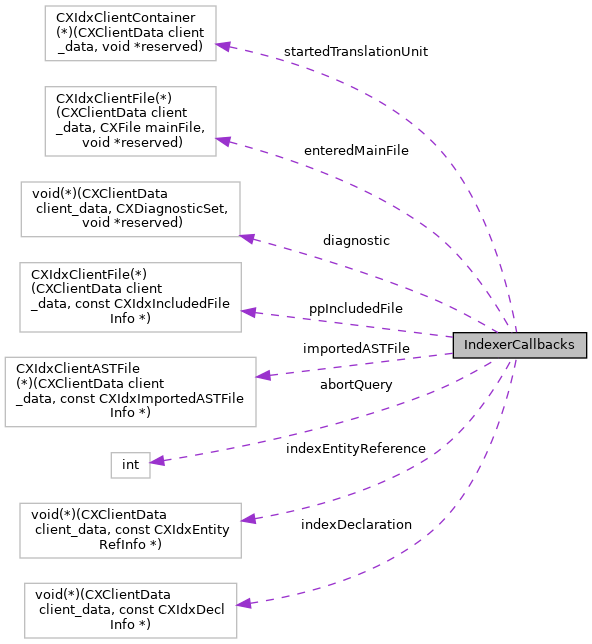 CXIdxClientContainer
(*)(CXClientData client
_data, void *reserved)
startedTranslationUnit
CXIdxClientFile(*)
(CXClientData client
_data, CXFile mainFile,
void *reserved)
enteredMainFile
void(*)(CXClientData
client_data, CXDiagnosticSet,
void *reserved)
diagnostic
CXIdxClientFile(*)
(CXClientData client
_data, const CXIdxIncludedFile
Info *)
ppIncludedFile
IndexerCallbacks
CXIdxClientASTFile
(*)(CXClientData client
_data, const CXIdxImportedASTFile
Info *)
importedASTFile
abortQuery
int
indexEntityReference
void(*)(CXClientData
client_data, const CXIdxEntity
RefInfo *)
indexDeclaration
void(*)(CXClientData
client_data, const CXIdxDecl
Info *)